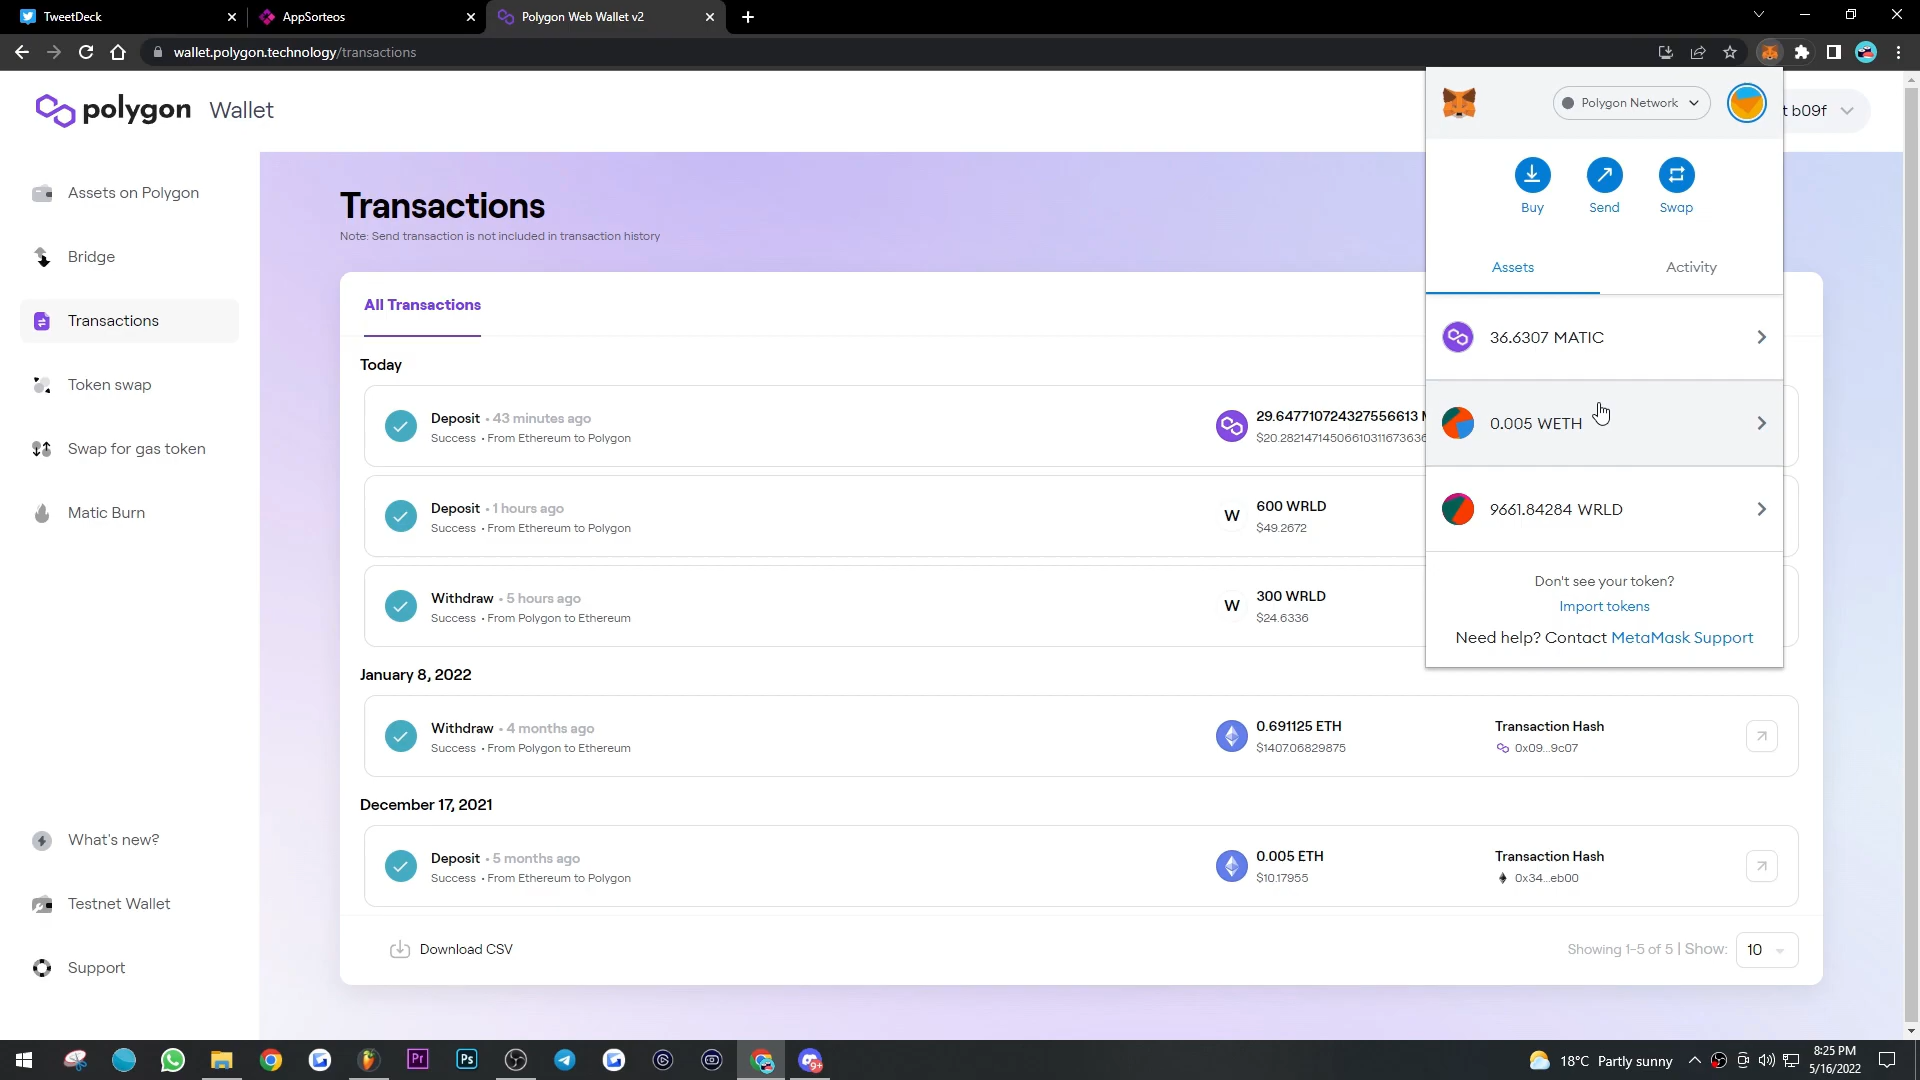 TweetDeck
AppSorteos
Polygon Web Wallet v2
wallet.polygon.technology/transactions
polygon Wallet
Polygon Network
t b09f
Assets on Polygon
Bridge
Transactions
Token swap
Swap for gas token
Matic Burn
What's new?
Testnet Wallet
Support
Transactions
Note: Send transaction is not included in transaction history
All Transactions
Today
Deposit • 43 minutes ago
Success • From Ethereum to Polygon
29.647710724327556613
$20.2821471450661031167363
Deposit • 1 hours ago
Success • From Ethereum to Polygon
W
600 WRLD
$49.2672
Withdraw • 5 hours ago
Success • From Polygon to Ethereum
W
300 WRLD
$24.6336
January 8, 2022
Withdraw • 4 months ago
Success • From Polygon to Ethereum
0.691125 ETH
$1407.06829875
Transaction Hash
0x09...9c07
December 17, 2021
Deposit • 5 months ago
Success • From Ethereum to Polygon
0.005 ETH
$10.17955
Transaction Hash
0x34...eb00
Download CSV
Showing 1-5 of 5 | Show: 10
Buy
Send
Swap
Assets
Activity
36.6307 MATIC
0.005 WETH
9661.84284 WRLD
Don't see your token?
Import tokens
Need help? Contact MetaMask Support
Pr
Ps
9+
18°C Partly sunny
8:25 PM
5/16/2022